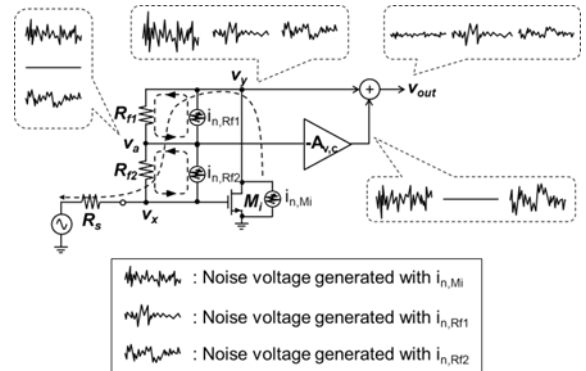 v_y
v_out
R_f1
i_n,Rf1
v_a
-A_v,c
R_f2
i_n,Rf2
M_i
i_n,Mi
R_s
v_x
: Noise voltage generated with i_n,Mi
: Noise voltage generated with i_n,Rf1
: Noise voltage generated with i_n,Rf2